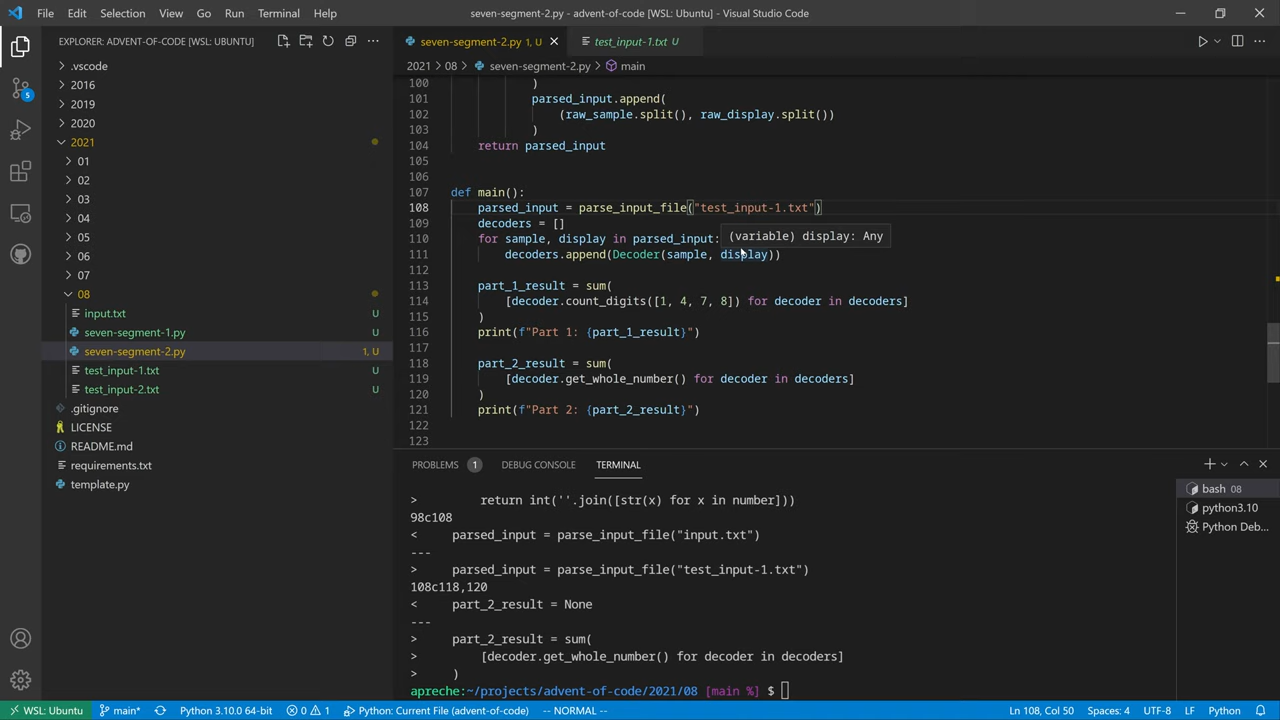 File Edit Selection View Go Run Terminal Help
seven-segment-2.py - advent-of-code [WSL: Ubuntu] - Visual Studio Code
EXPLORER: ADVENT-OF-CODE [WSL: UBUNTU]
.vscode
2016
2019
2020
2021
01
02
03
04
05
06
07
08
input.txt U
seven-segment-1.py U
seven-segment-2.py 1, U
test_input-1.txt U
test_input-2.txt U
.gitignore
LICENSE
README.md
requirements.txt
template.py
5
seven-segment-2.py 1, U
test_input-1.txt U
2021 > 08 > seven-segment-2.py > main
100 )
101 parsed_input.append(
102 (raw_sample.split(), raw_display.split())
103 )
104 return parsed_input
105
106
107 def main():
108 parsed_input = parse_input_file("test_input-1.txt")
109 decoders = []
110 for sample, display in parsed_input:
(variable) display: Any
111 decoders.append(Decoder(sample, display))
112
113 part_1_result = sum(
114 [decoder.count_digits([1, 4, 7, 8]) for decoder in decoders]
115 )
116 print(f"Part 1: {part_1_result}")
117
118 part_2_result = sum(
119 [decoder.get_whole_number() for decoder in decoders]
120 )
121 print(f"Part 2: {part_2_result}")
122
123
PROBLEMS 1 DEBUG CONSOLE TERMINAL
> return int(''.join([str(x) for x in number]))
98c108
< parsed_input = parse_input_file("input.txt")
---
> parsed_input = parse_input_file("test_input-1.txt")
108c118,120
< part_2_result = None
---
> part_2_result = sum(
> [decoder.get_whole_number() for decoder in decoders]
> )
apreche:~/projects/advent-of-code/2021/08 [main %] $
bash 08
python3.10
Python Deb...
WSL: Ubuntu main* Python 3.10.0 64-bit 0 1 Python: Current File (advent-of-code) -- NORMAL -- Ln 108, Col 50 Spaces: 4 UTF-8 LF Python